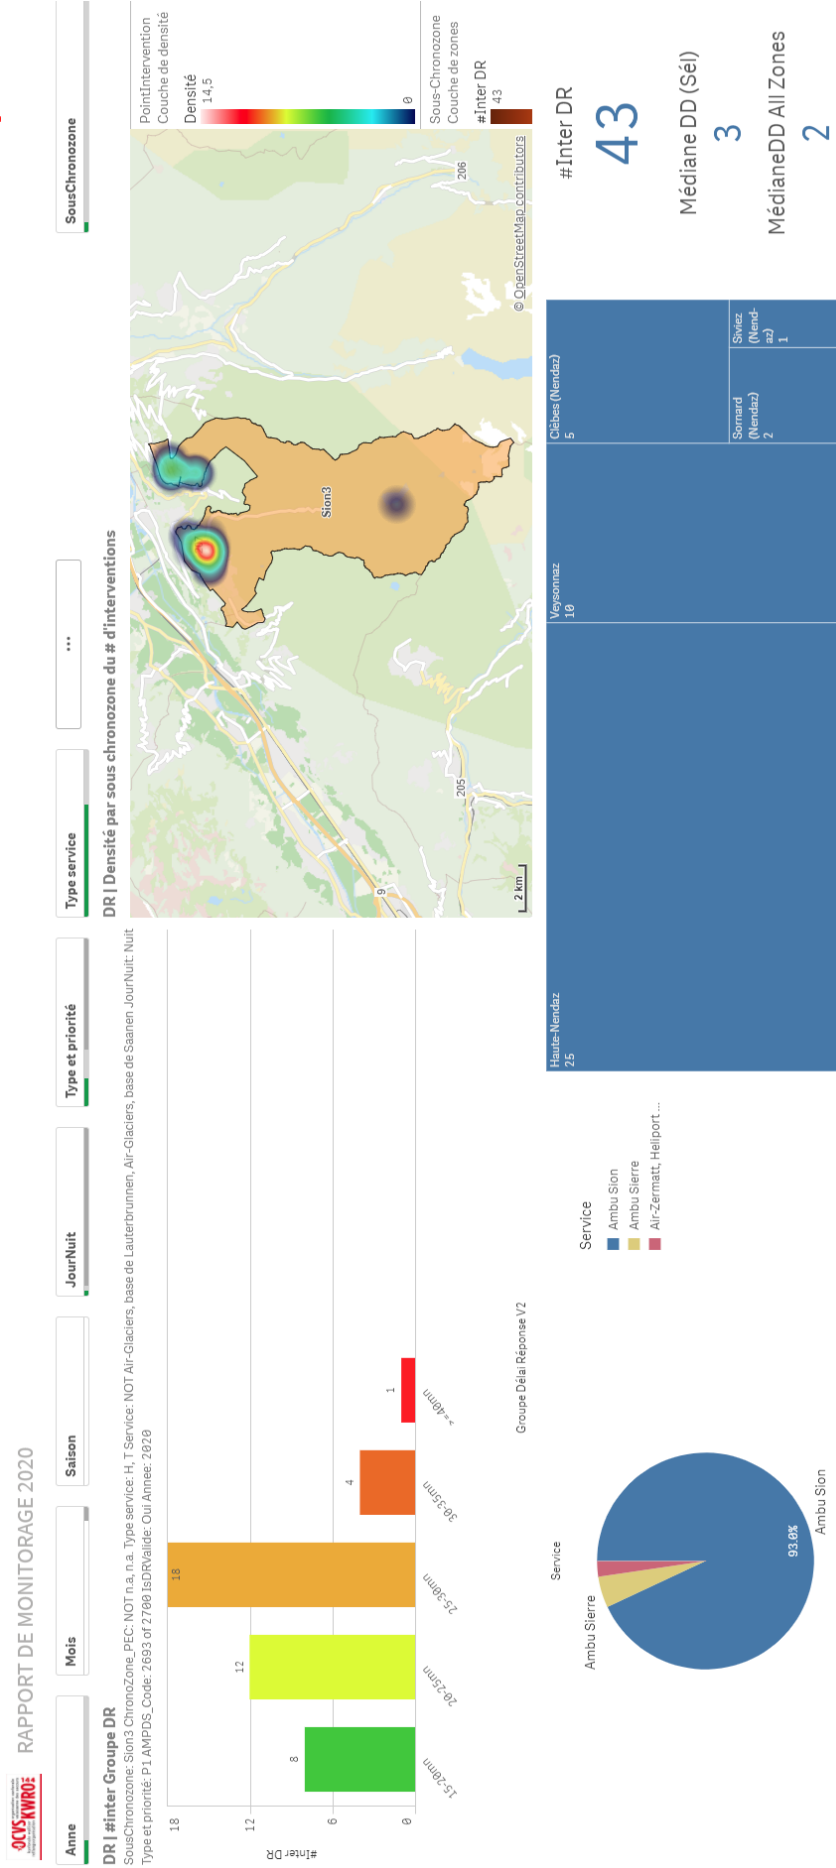 OCVS
KWRO
RAPPORT DE MONITORAGE 2020
Anne
Mois
Saison
JourNuit
Type et priorité
Type service
...
SousChronozone
DR | #inter Groupe DR
SousChronozone: Sion3 ChronoZone_PEC: NOT n.a, n.a. Type service: H, T Service: NOT Air-Glaciers, base de Lauterbrunnen, Air-Glaciers, base de Saanen JourNuit: Nuit
Type et priorité: P1 AMPDS_Code: 2693 of 2700 IsDRValide: Oui Annee: 2020
#Inter DR
18
12
6
0
8
12
18
4
1
15-20mn
20-25mn
25-30mn
30-35mn
>=40mn
Groupe Délai Réponse V2
DR | Densité par sous chronozone du # d'interventions
Sion3
9
205
206
2 km
© OpenStreetMap contributors
PointIntervention
Couche de densité
Densité
14,5
0
Sous-Chronozone
Couche de zones
#Inter DR
43
Service
Ambu Sierre
93.0%
Ambu Sion
Service
Ambu Sion
Ambu Sierre
Air-Zermatt, Heliport ...
Haute-Nendaz
25
Veysonnaz
10
Clèbes (Nendaz)
5
Sornard
(Nendaz)
2
Siviez
(Nend-
az)
1
#Inter DR
43
Médiane DD (Sél)
3
MédianeDD All Zones
2